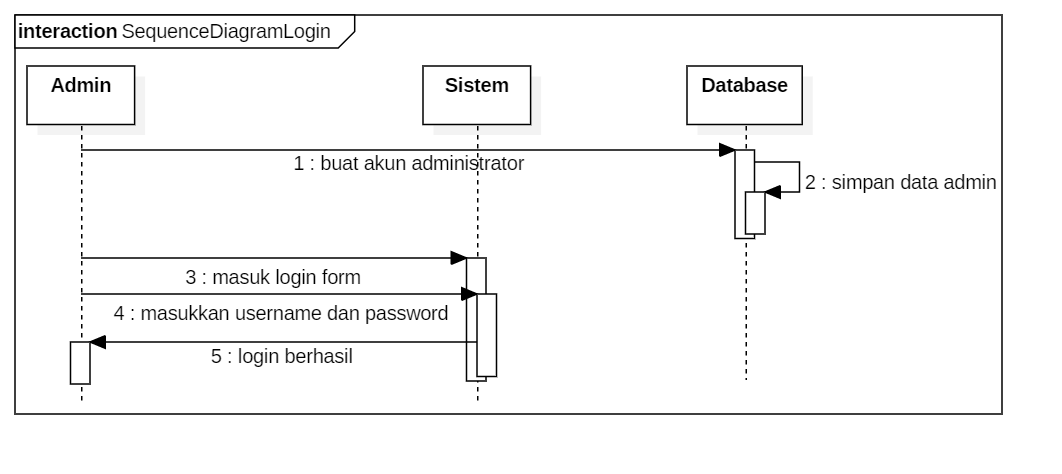 interaction SequenceDiagramLogin
Admin
Sistem
Database
1 : buat akun administrator
2 : simpan data admin
3 : masuk login form
4 : masukkan username dan password
5 : login berhasil